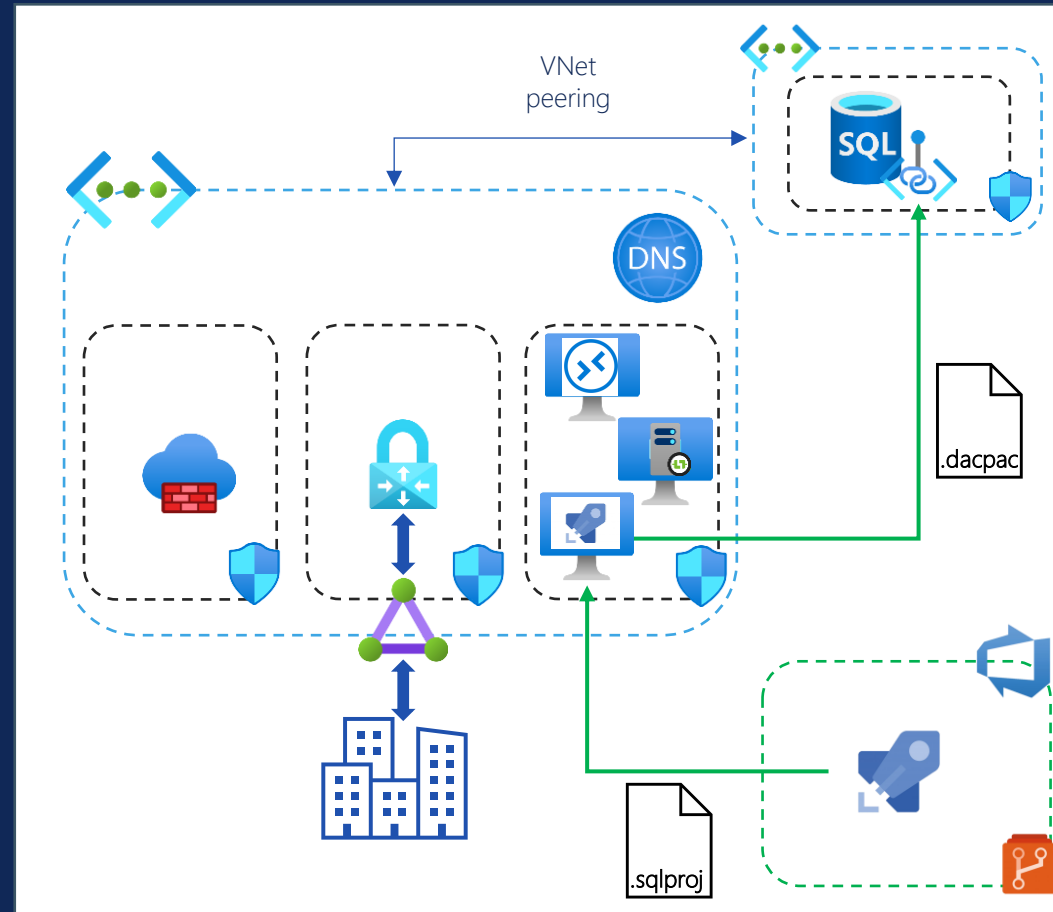 VNet
peering
SQL
DNS
.dacpac
.sqlproj